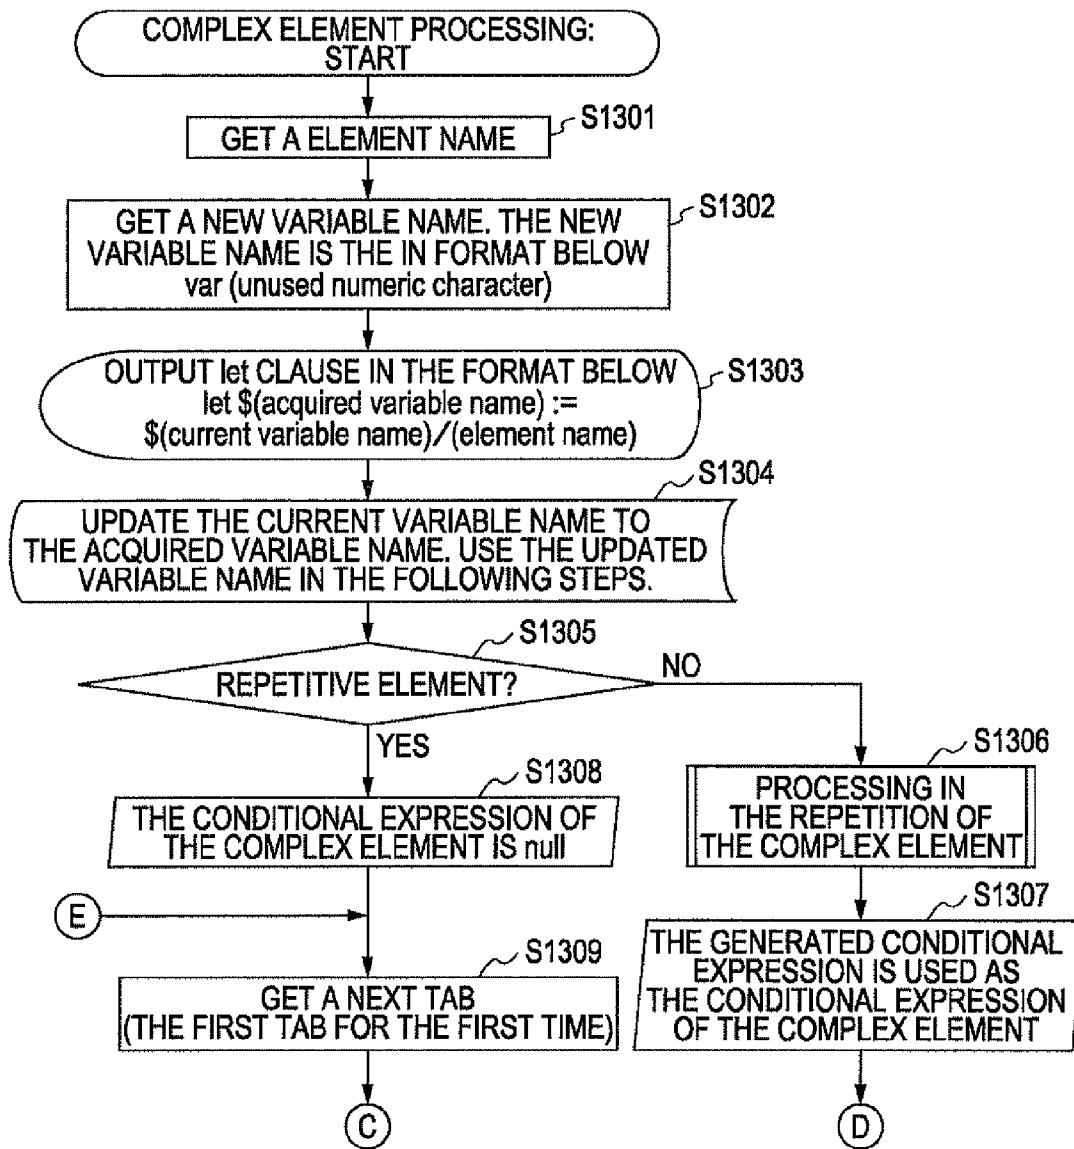 COMPLEX ELEMENT PROCESSING:
START
S1301
GET A ELEMENT NAME
S1302
GET A NEW VARIABLE NAME. THE NEW
VARIABLE NAME IS THE IN FORMAT BELOW
var (unused numeric character)
S1303
OUTPUT let CLAUSE IN THE FORMAT BELOW
let $(acquired variable name) :=
$(current variable name)/(element name)
S1304
UPDATE THE CURRENT VARIABLE NAME TO
THE ACQUIRED VARIABLE NAME. USE THE UPDATED
VARIABLE NAME IN THE FOLLOWING STEPS.
S1305
REPETITIVE ELEMENT?
NO
YES
S1308
THE CONDITIONAL EXPRESSION OF
THE COMPLEX ELEMENT IS null
E
S1309
GET A NEXT TAB
(THE FIRST TAB FOR THE FIRST TIME)
C
S1306
PROCESSING IN
THE REPETITION OF
THE COMPLEX ELEMENT
S1307
THE GENERATED CONDITIONAL
EXPRESSION IS USED AS
THE CONDITIONAL EXPRESSION
OF THE COMPLEX ELEMENT
D